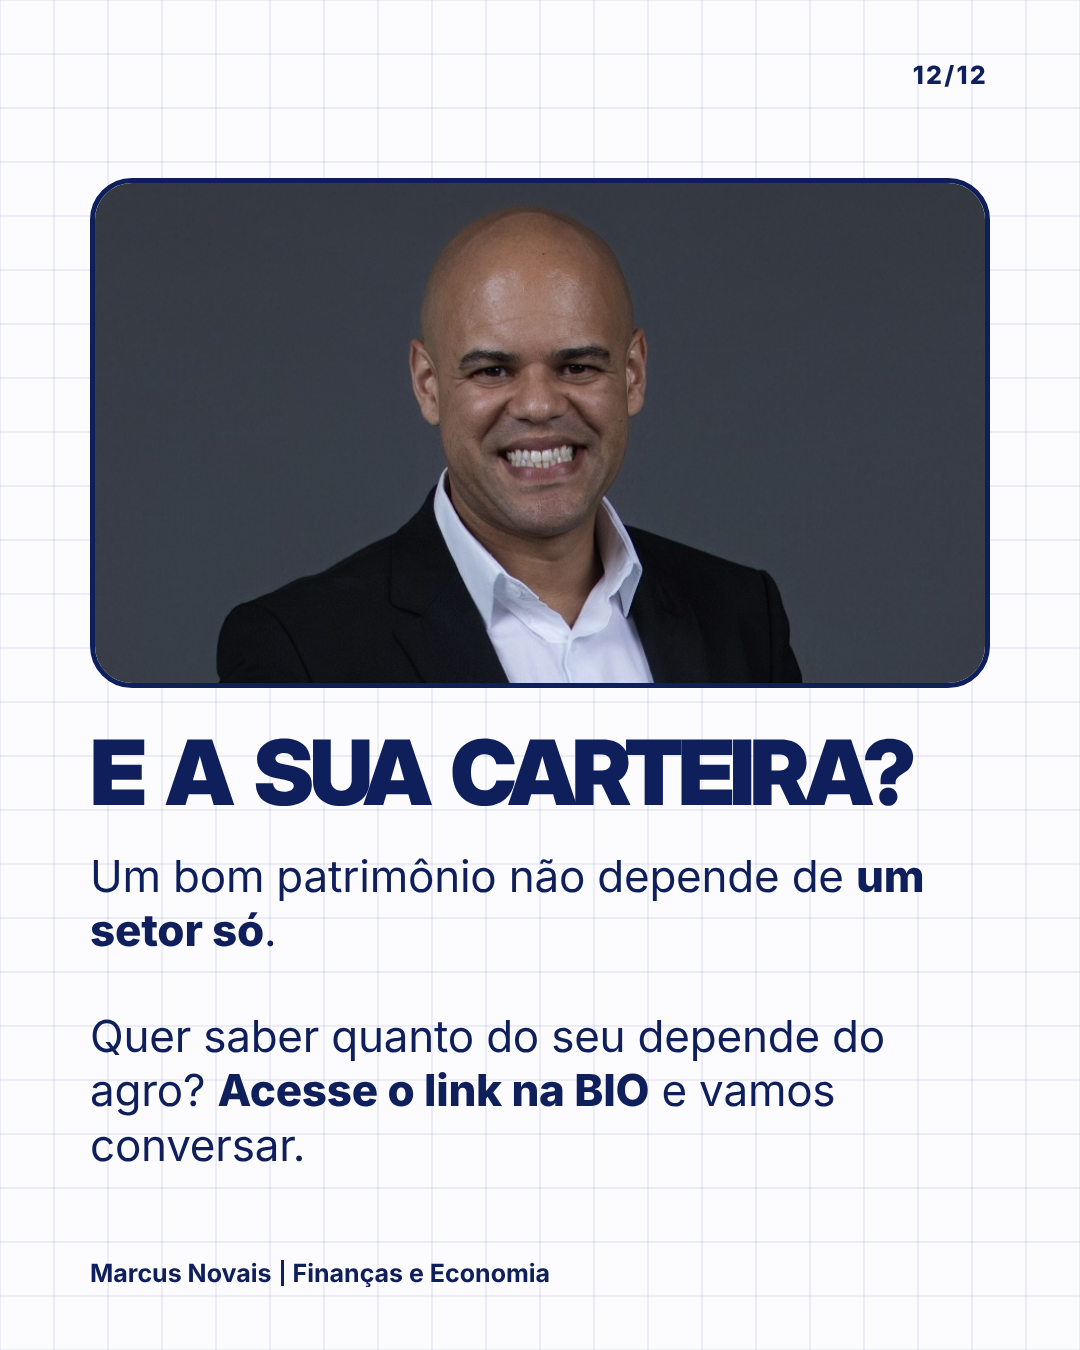 12/12
E A SUA CARTEIRA?
Um bom patrimônio não depende de um
setor só.
Quer saber quanto do seu depende do
agro? Acesse o link na BIO e vamos
conversar.
Marcus Novais | Finanças e Economia